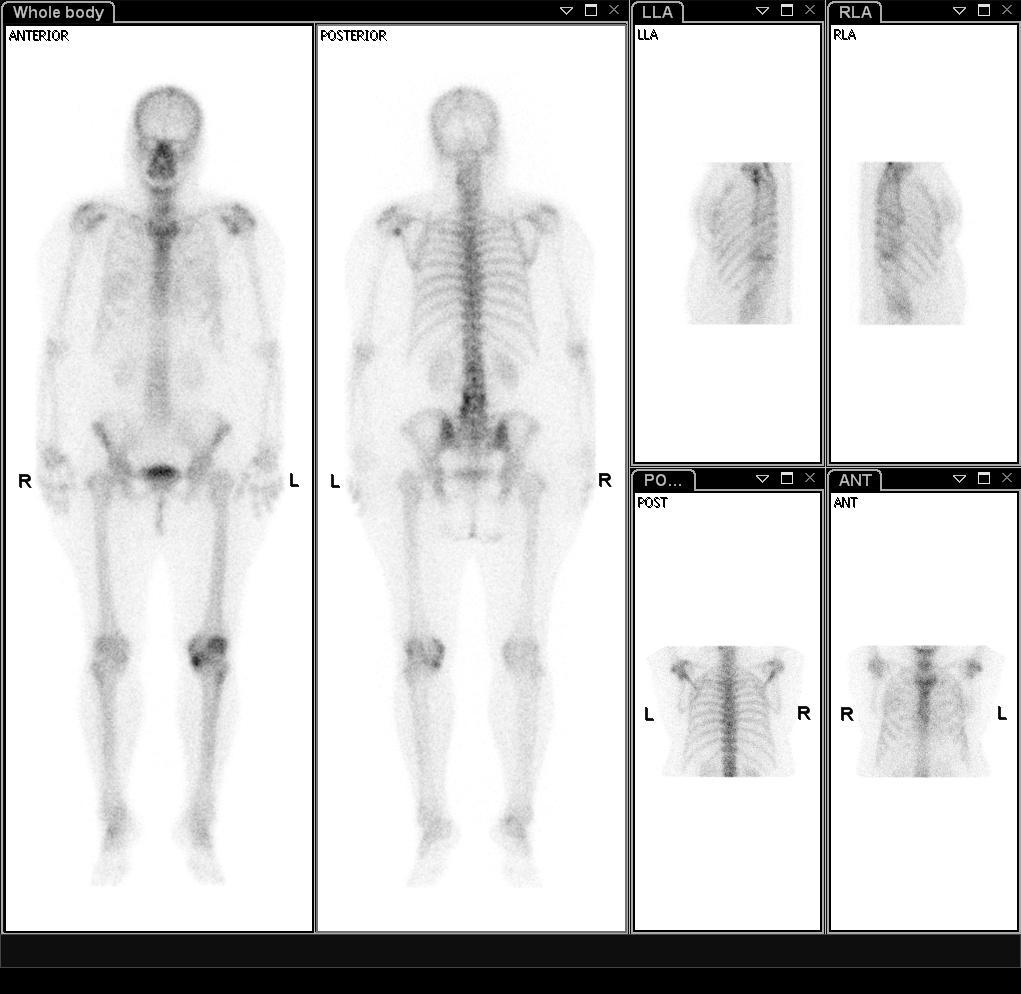 Whole body
ANTERIOR
POSTERIOR
R
L
L
R
LLA
LLA
RLA
RLA
PO...
POST
L
R
ANT
ANT
R
L